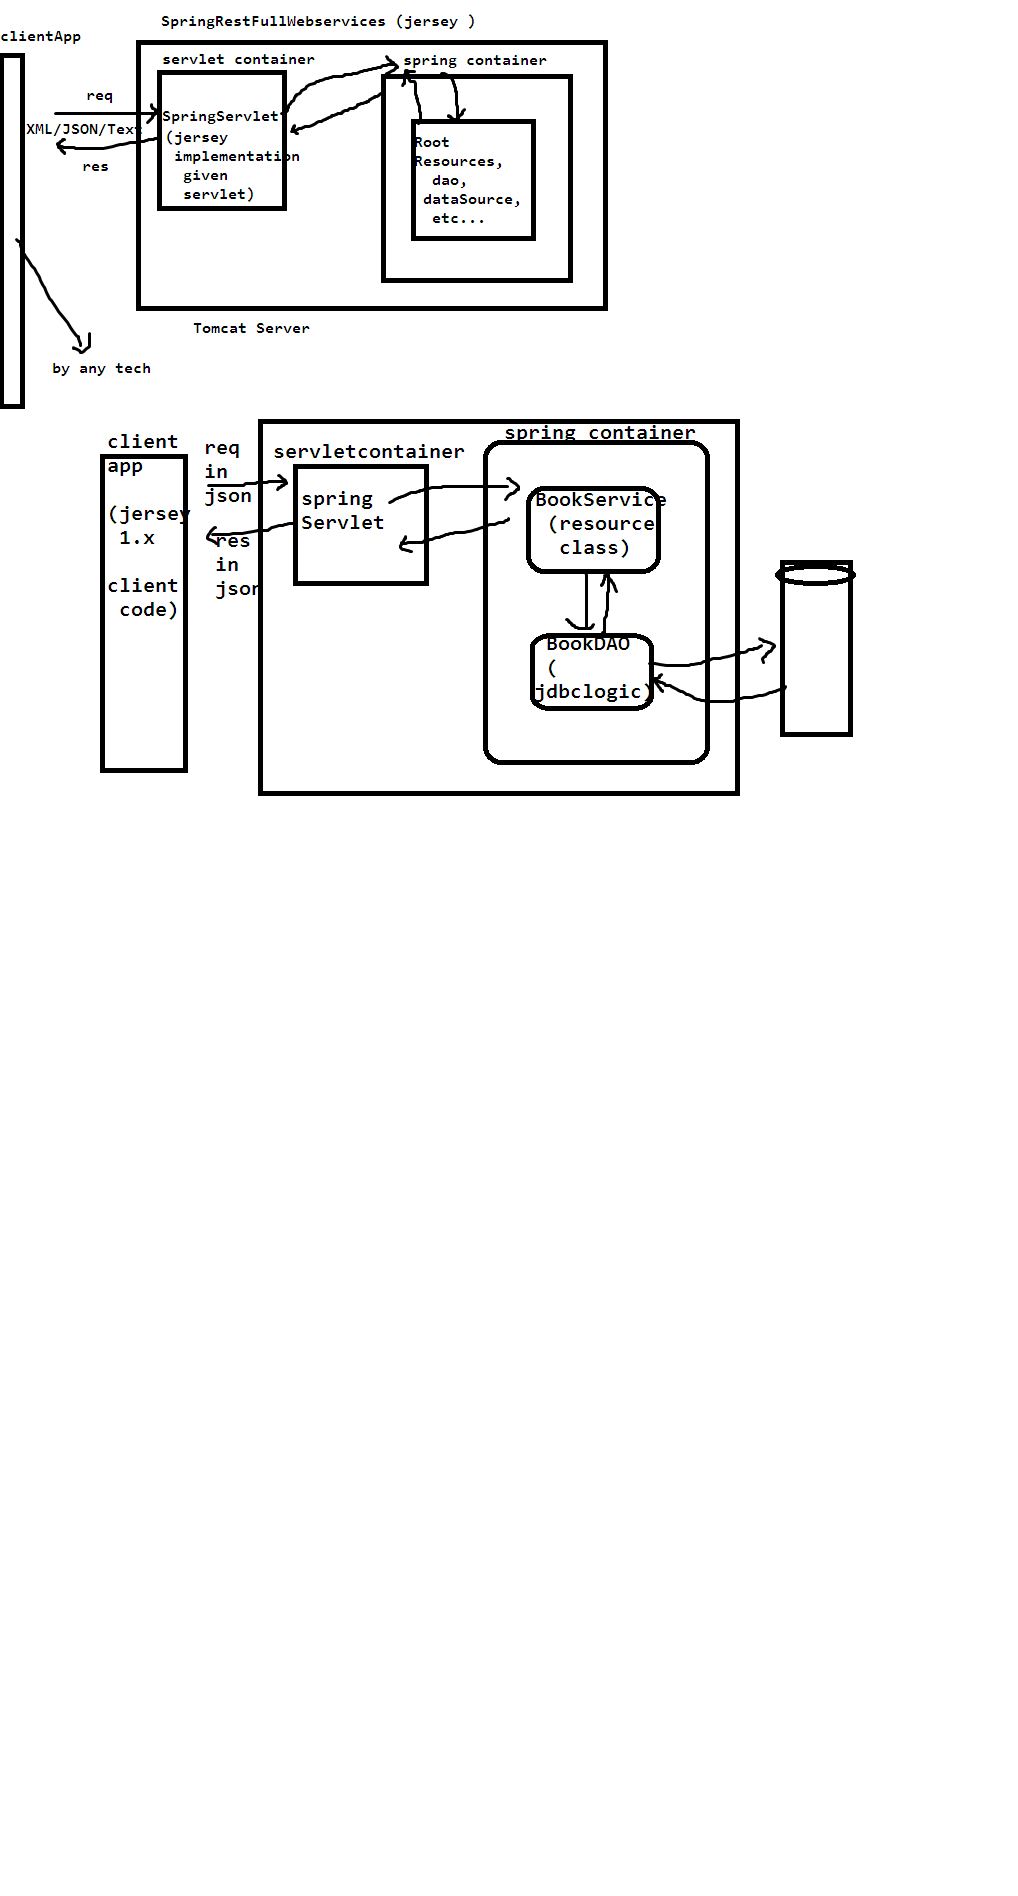 SpringRestFullWebservices (jersey )
clientApp
servlet container
spring container
req
XML/JSON/Text
res
SpringServlet
(jersey
implementation
given
servlet)
Root
Resources,
dao,
dataSource,
etc...
Tomcat Server
by any tech
client
app
(jersey
1.x
client
code)
req
in
json
res
in
json
servletcontainer
spring
Servlet
spring container
BookService
(resource
class)
BookDAO
(
jdbclogic)